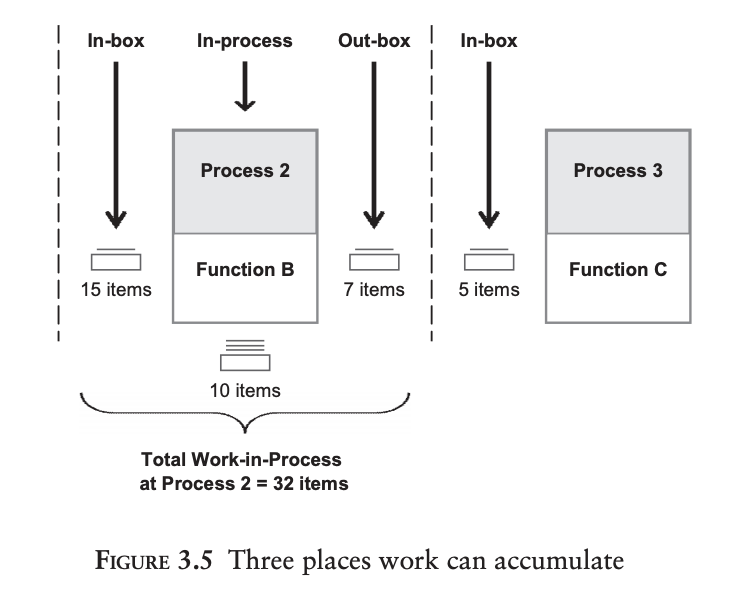 In-box
In-process
Out-box
In-box
Process 2
Process 3
Function B
Function C
15 items
7 items
5 items
10 items
Total Work-in-Process
at Process 2 = 32 items
FIGURE 3.5 Three places work can accumulate